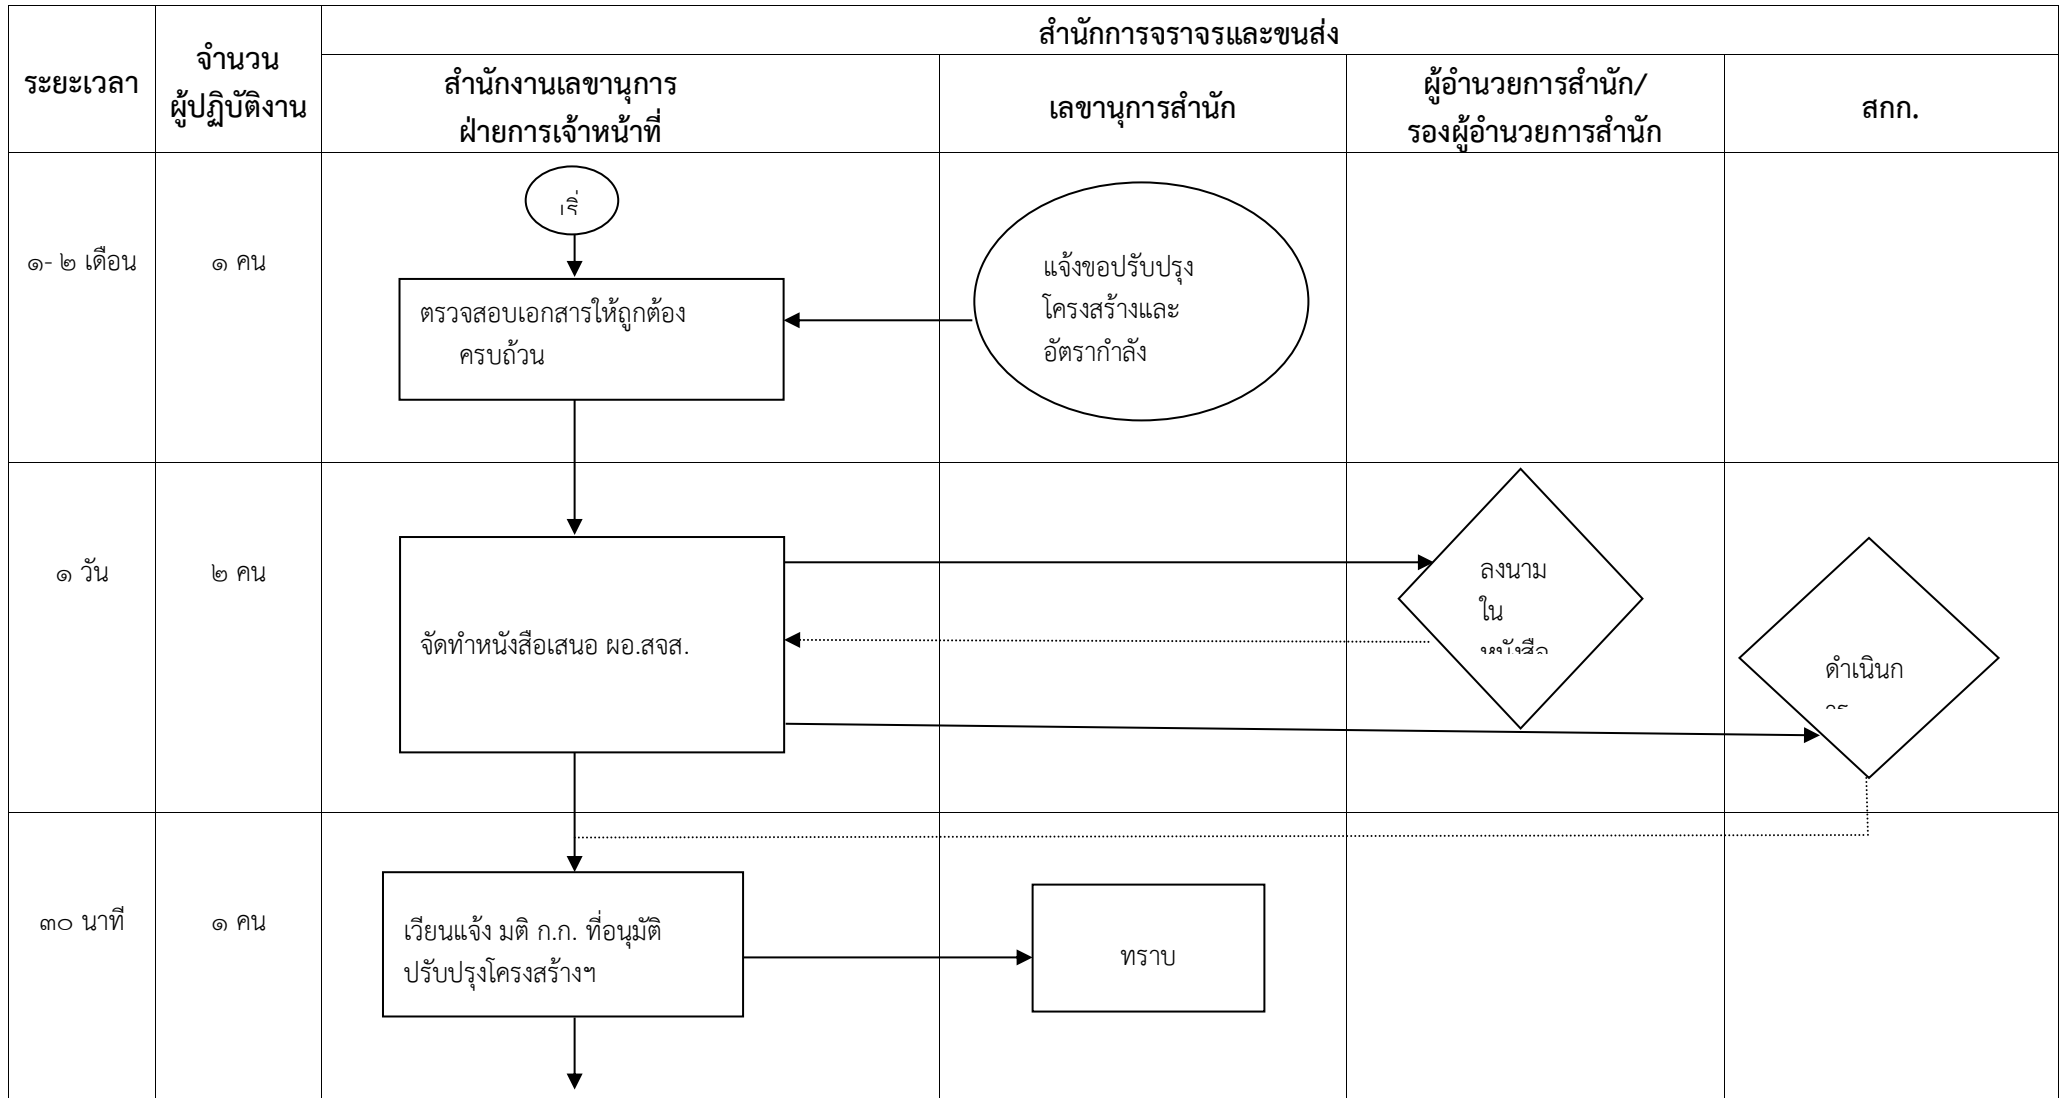 สำนักการจราจรและขนส่ง
ระยะเวลา
จำนวน
ผู้ปฏิบัติงาน
สำนักงานเลขานุการ
ฝ่ายการเจ้าหน้าที่
เลขานุการสำนัก
ผู้อำนวยการสำนัก/
รองผู้อำนวยการสำนัก
สกก.
เริ่
๑- ๒ เดือน
๑ คน
ตรวจสอบเอกสารให้ถูกต้อง
ครบถ้วน
แจ้งขอปรับปรุง
โครงสร้างและ
อัตรากำลัง
๑ วัน
๒ คน
จัดทำหนังสือเสนอ ผอ.สจส.
ลงนาม
ใน
หนังสือ
ดำเนินก
าร
๓๐ นาที
๑ คน
เวียนแจ้ง มติ ก.ก. ที่อนุมัติ
ปรับปรุงโครงสร้างฯ
ทราบ